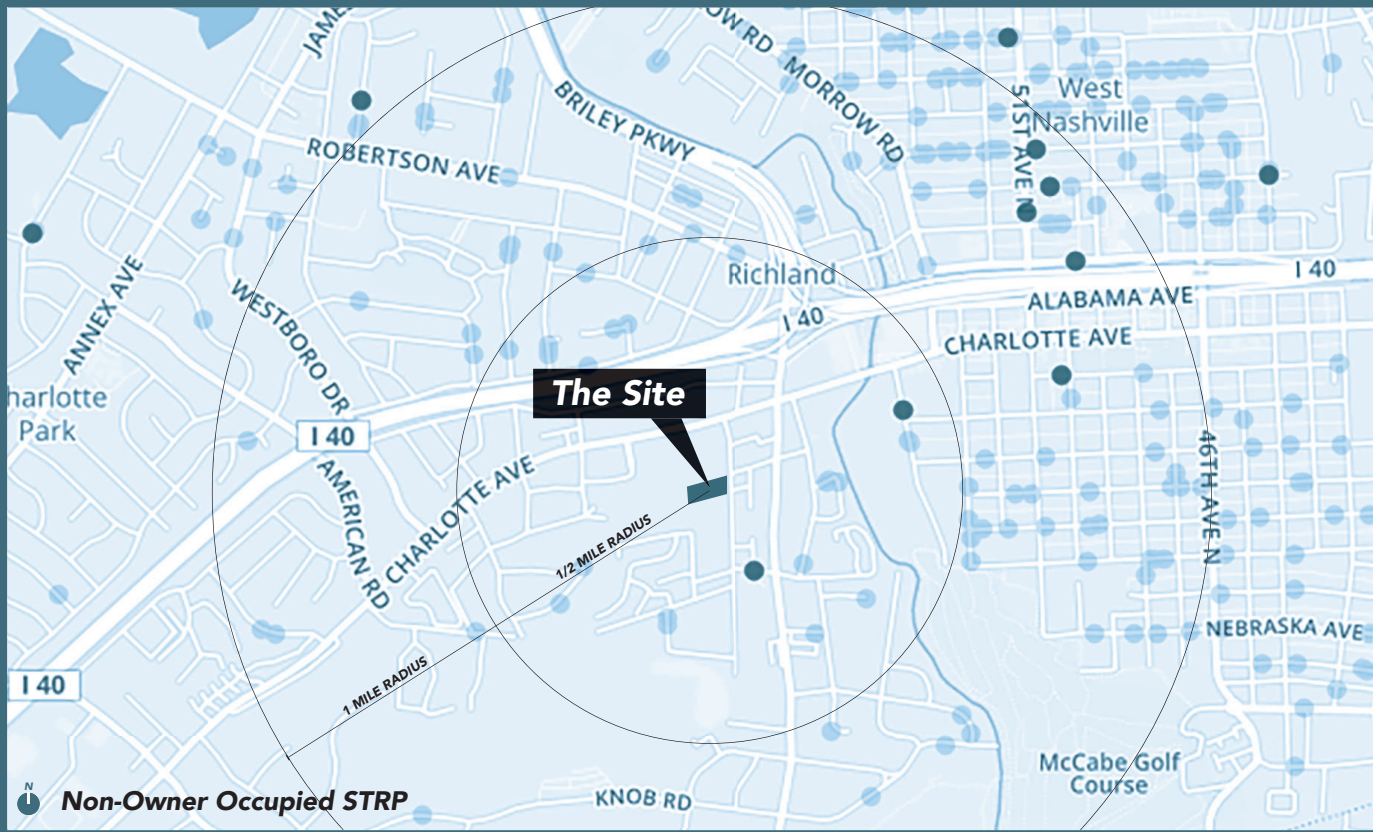 JAMES
OW RD
MORROW RD
West
Nashville
51ST AVE N
BRILEY PKWY
ROBERTSON AVE
Richland
I 40
ALABAMA AVE
I 40
CHARLOTTE AVE
ANNEX AVE
WESTBORO DR
The Site
harlotte
Park
I 40
46TH AVE N
AMERICAN RD
CHARLOTTE AVE
1/2 MILE RADIUS
NEBRASKA AVE
1 MILE RADIUS
I 40
McCabe Golf
Course
KNOB RD
N
Non-Owner Occupied STRP